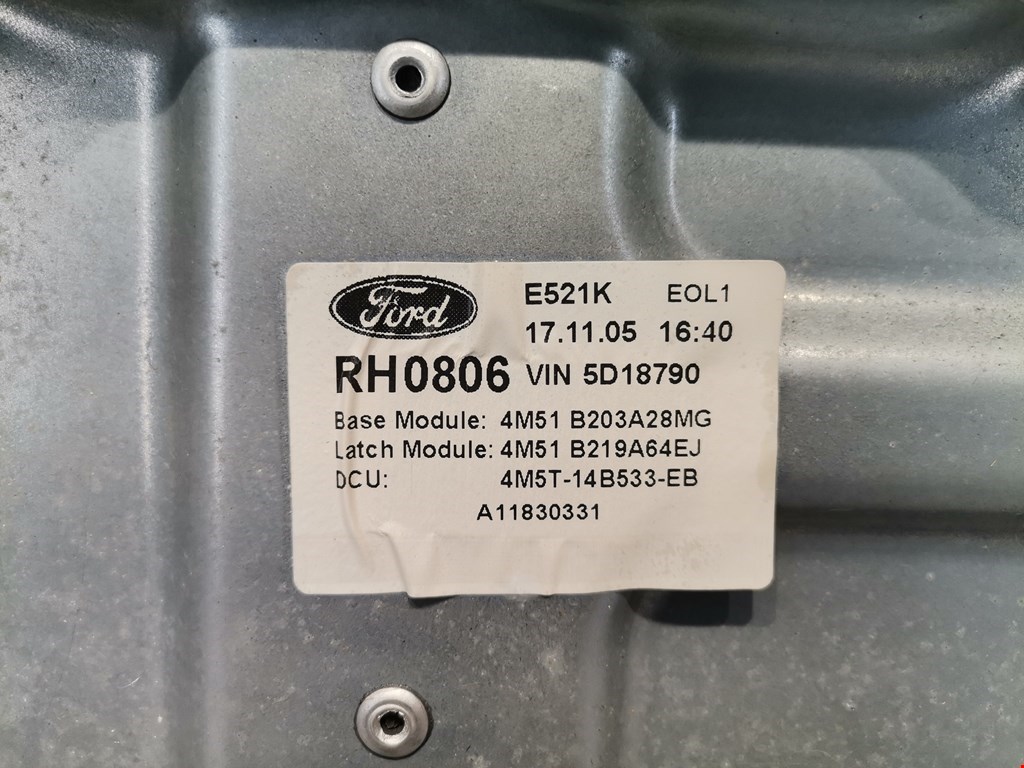 Ford E521K EOL1
17.11.05 16:40
RH0806 VIN 5D18790
Base Module: 4M51 B203A28MG
Latch Module: 4M51 B219A64EJ
DCU: 4M5T-14B533-EB
A11830331